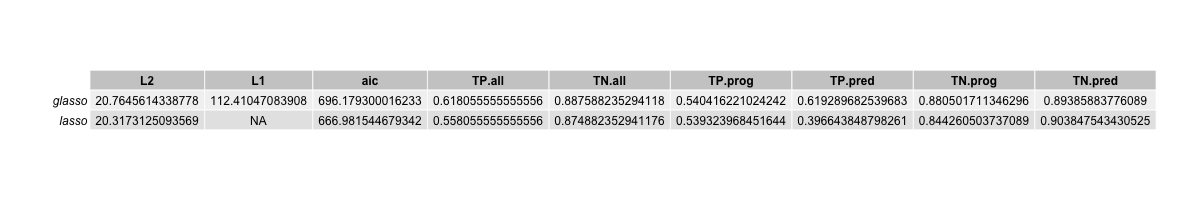 L2 L1 aic TP.all TN.all TP.prog TP.pred TN.prog TN.pred
glasso 20.7645614338778 112.41047083908 696.179300016233 0.618055555555556 0.887588235294118 0.540416221024242 0.619289682539683 0.880501711346296 0.89385883776089
lasso 20.3173125093569 NA 666.981544679342 0.558055555555556 0.874882352941176 0.539323968451644 0.396643848798261 0.844260503737089 0.903847543430525